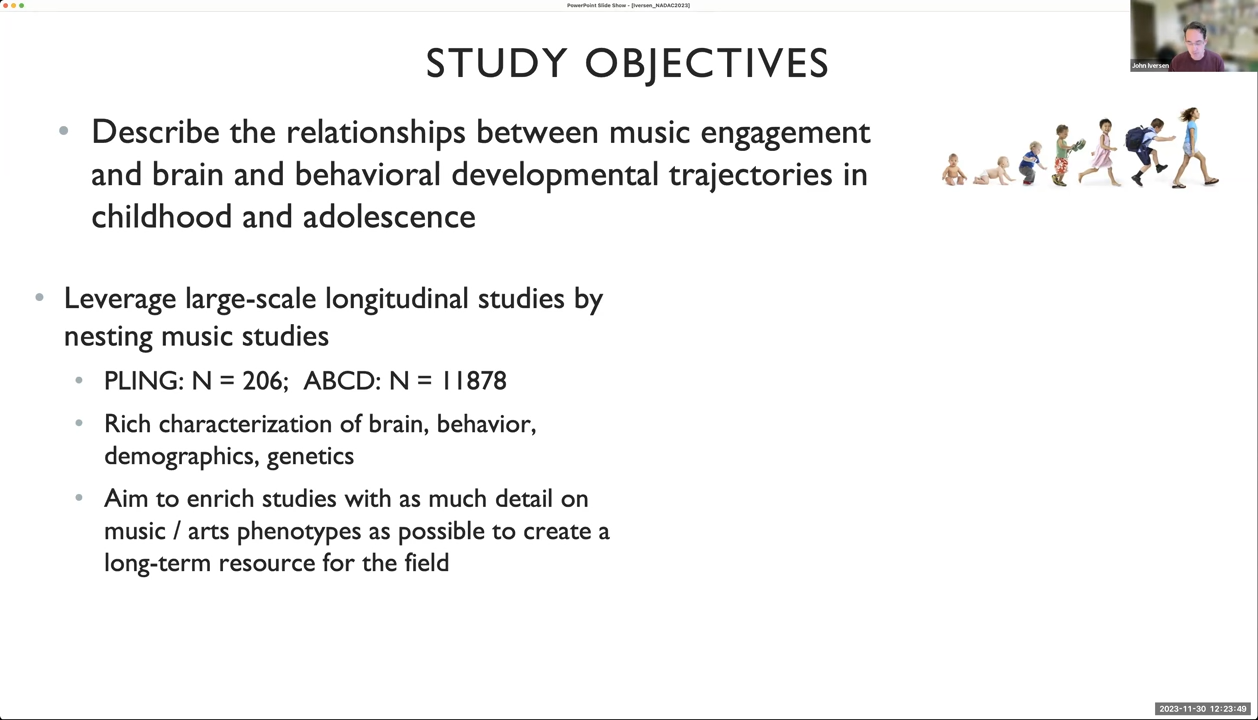 PowerPoint Slide Show - [Iversen_NADAC2023]
STUDY OBJECTIVES
John Iversen
• Describe the relationships between music engagement
and brain and behavioral developmental trajectories in
childhood and adolescence
• Leverage large-scale longitudinal studies by
nesting music studies
• PLING: N = 206; ABCD: N = 11878
• Rich characterization of brain, behavior,
demographics, genetics
• Aim to enrich studies with as much detail on
music / arts phenotypes as possible to create a
long-term resource for the field
2023-11-30 12:23:49